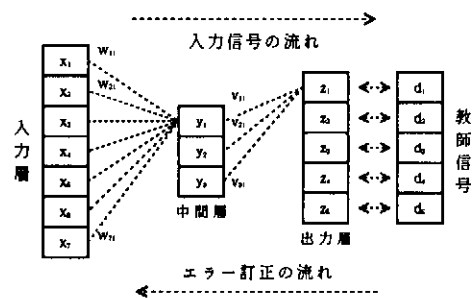 入力信号の流れ
入力層
x₁
x₂
x₃
x₄
x₅
x₆
x₇
w₁₁
w₂₁
w₇₁
y₁
y₂
y₃
中間層
v₁₁
v₂₁
v₃₁
z₁
z₂
z₃
z₄
z₅
出力層
d₁
d₂
d₃
d₄
d₅
教師信号
エラー訂正の流れ